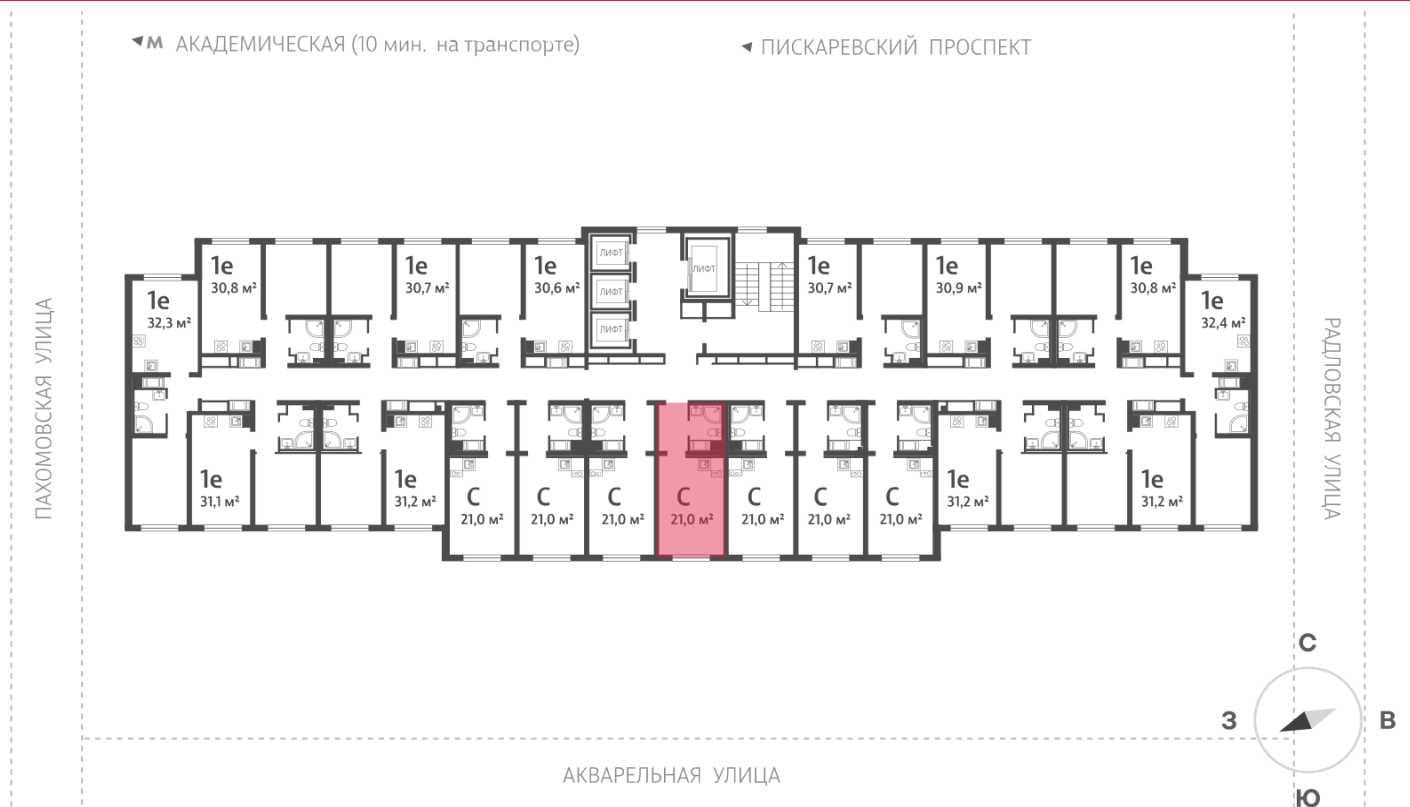 М АКАДЕМИЧЕСКАЯ (10 мин. на транспорте)
ПИСКАРЕВСКИЙ ПРОСПЕКТ
ПАХОМОВСКАЯ УЛИЦА
РАДЛОВСКАЯ УЛИЦА
1е
32,3 м²
1е
30,8 м²
1е
30,7 м²
1е
30,6 м²
ЛИФТ
ЛИФТ
ЛИФТ
ЛИФТ
1е
30,7 м²
1е
30,9 м²
1е
30,8 м²
1е
32,4 м²
1е
31,1 м²
1е
31,2 м²
С
21,0 м²
С
21,0 м²
С
21,0 м²
С
21,0 м²
С
21,0 м²
С
21,0 м²
С
21,0 м²
1е
31,2 м²
1е
31,2 м²
С
З
В
Ю
АКВАРЕЛЬНАЯ УЛИЦА